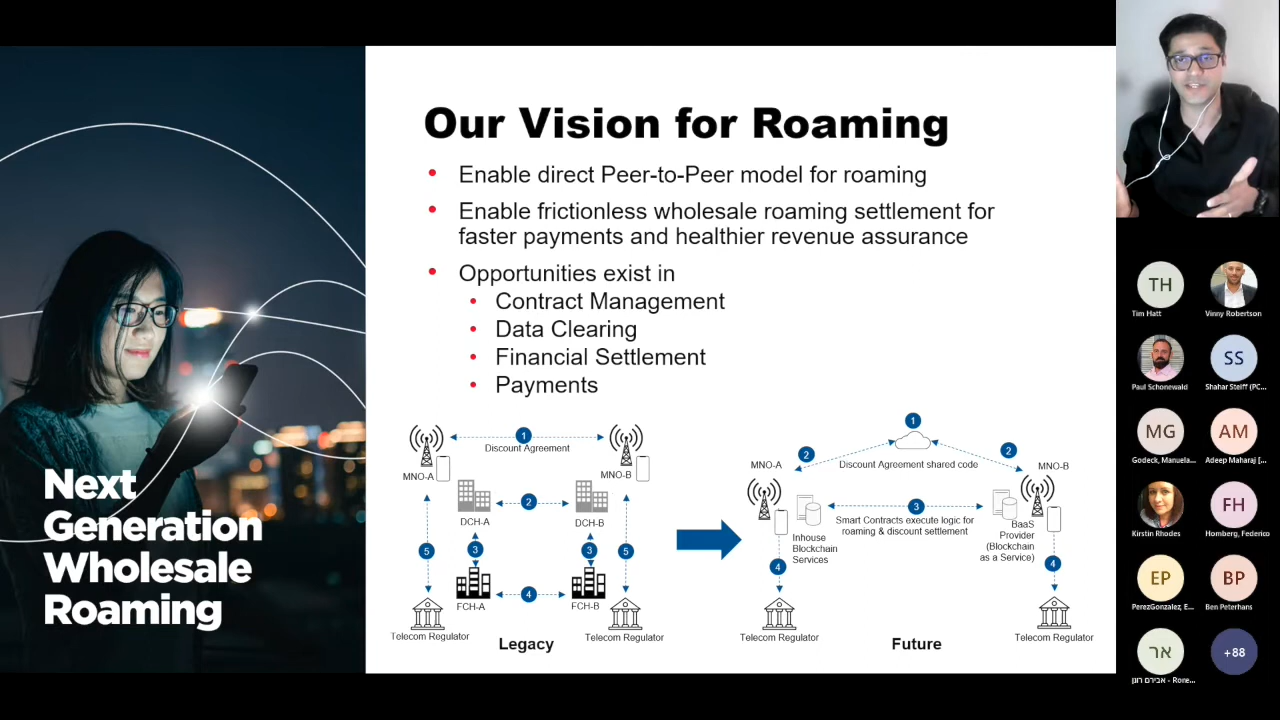 Next
Generation
Wholesale
Roaming
Our Vision for Roaming
• Enable direct Peer-to-Peer model for roaming
• Enable frictionless wholesale roaming settlement for
faster payments and healthier revenue assurance
• Opportunities exist in
• Contract Management
• Data Clearing
• Financial Settlement
• Payments
1
Discount Agreement
MNO-A
MNO-B
2
DCH-A
DCH-B
5
3
3
5
4
FCH-A
FCH-B
Telecom Regulator
Telecom Regulator
Legacy
1
2
2
MNO-A
Discount Agreement shared code
MNO-B
3
Smart Contracts execute logic for
roaming & discount settlement
Inhouse
Blockchain
Services
BaaS
Provider
(Blockchain
as a Service)
4
4
Telecom Regulator
Telecom Regulator
Future
TH
Tim Hatt
Vinny Robertson
Paul Schonewald
SS
Shahar Steiff (PC...
MG
Godeck, Manuela...
AM
Adeep Maharaj [...
Kirstin Rhodes
FH
Homberg, Federico
EP
PerezGonzalez, E...
BP
Ben Peterhans
אר
אבירם רונן - Rone...
+88